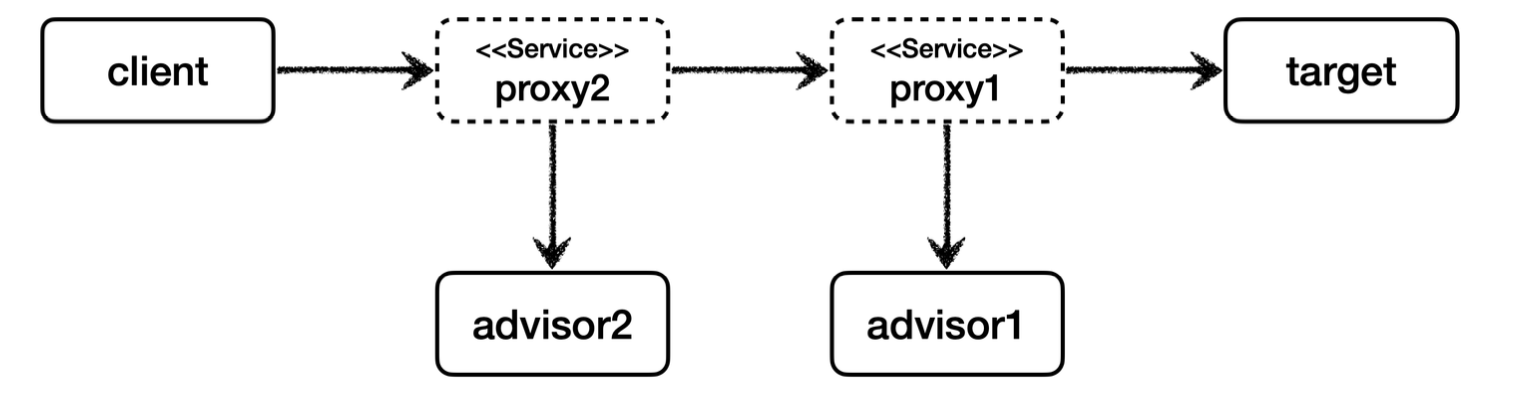 client
<<Service>>
proxy2
<<Service>>
proxy1
target
advisor2
advisor1